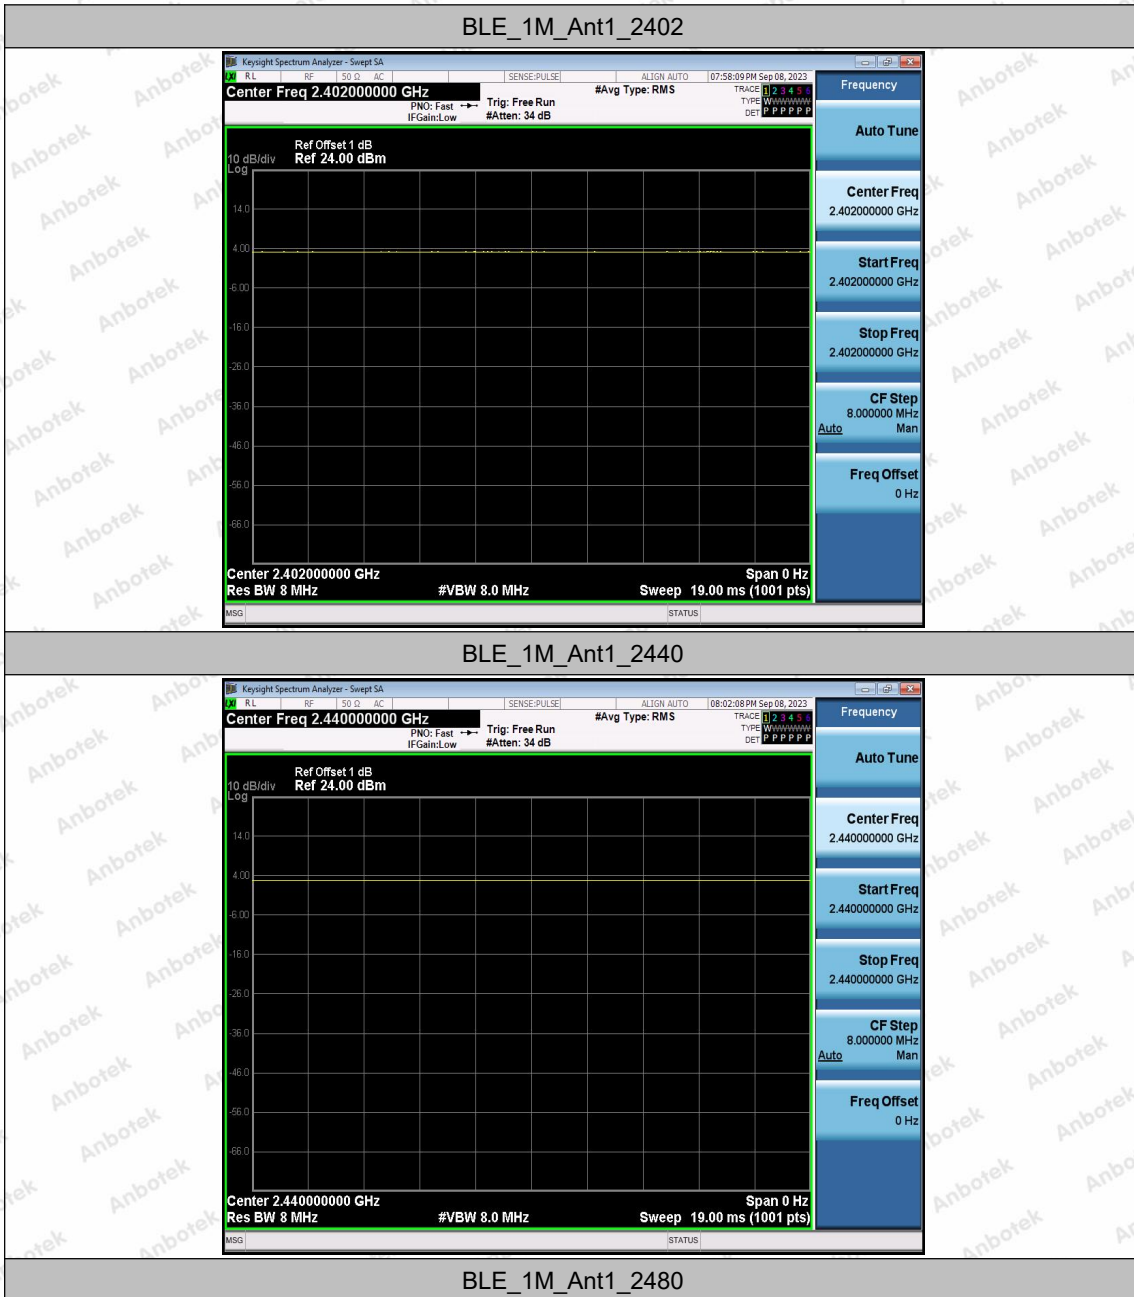 BLE_1M_Ant1_2402
Keysight Spectrum Analyzer - Swept SA
LXI RL RF 50 Ω AC SENSE:PULSE ALIGN AUTO 07:58:09 PM Sep 08, 2023
Center Freq 2.402000000 GHz #Avg Type: RMS TRACE 1 2 3 4 5 6
PNO: Fast Trig: Free Run TYPE WWWWWW
IFGain:Low #Atten: 34 dB DET P P P P P P
Frequency
Auto Tune
Ref Offset 1 dB
10 dB/div Ref 24.00 dBm
Log
14.0
4.00
-6.00
-16.0
-26.0
-36.0
-46.0
-56.0
-66.0
Center Freq
2.402000000 GHz
Start Freq
2.402000000 GHz
Stop Freq
2.402000000 GHz
CF Step
8.000000 MHz
Auto Man
Freq Offset
0 Hz
Center 2.402000000 GHz Span 0 Hz
Res BW 8 MHz #VBW 8.0 MHz Sweep 19.00 ms (1001 pts)
MSG STATUS
BLE_1M_Ant1_2440
Keysight Spectrum Analyzer - Swept SA
LXI RL RF 50 Ω AC SENSE:PULSE ALIGN AUTO 08:02:08 PM Sep 08, 2023
Center Freq 2.440000000 GHz #Avg Type: RMS TRACE 1 2 3 4 5 6
PNO: Fast Trig: Free Run TYPE WWWWWW
IFGain:Low #Atten: 34 dB DET P P P P P P
Frequency
Auto Tune
Ref Offset 1 dB
10 dB/div Ref 24.00 dBm
Log
14.0
4.00
-6.00
-16.0
-26.0
-36.0
-46.0
-56.0
-66.0
Center Freq
2.440000000 GHz
Start Freq
2.440000000 GHz
Stop Freq
2.440000000 GHz
CF Step
8.000000 MHz
Auto Man
Freq Offset
0 Hz
Center 2.440000000 GHz Span 0 Hz
Res BW 8 MHz #VBW 8.0 MHz Sweep 19.00 ms (1001 pts)
MSG STATUS
BLE_1M_Ant1_2480